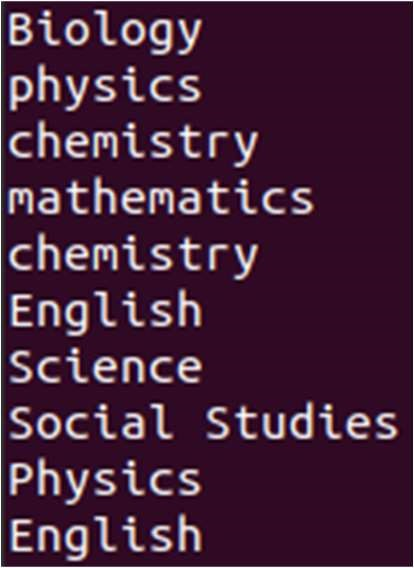 Biology
physics
chemistry
mathematics
chemistry
English
Science
Social Studies
Physics
English